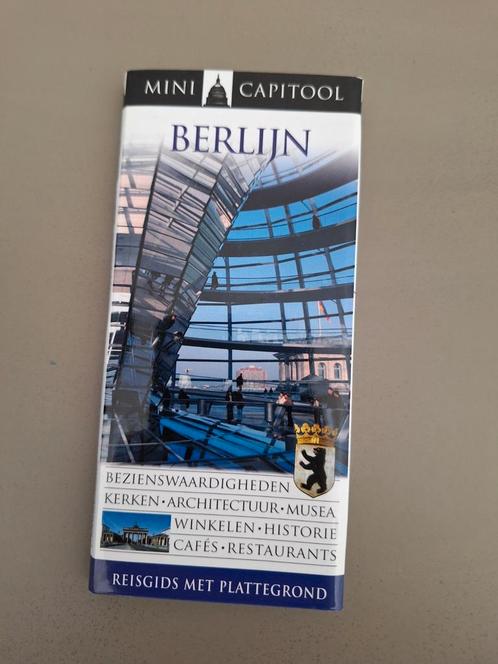 MINI CAPITOOL
BERLIJN
BEZIENSWAARDIGHEDEN
KERKEN • ARCHITECTUUR • MUSEA
WINKELEN • HISTORIE
CAFÉS • RESTAURANTS
REISGIDS MET PLATTEGROND